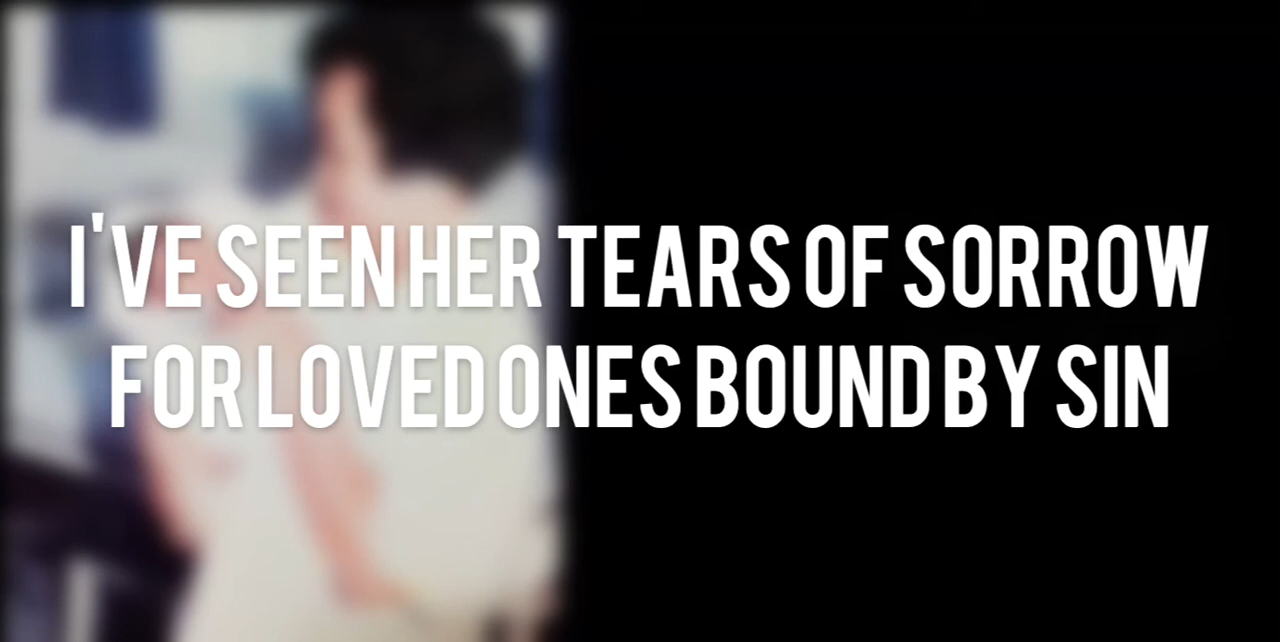 I'VE SEEN HER TEARS OF SORROW
FOR LOVED ONES BOUND BY SIN